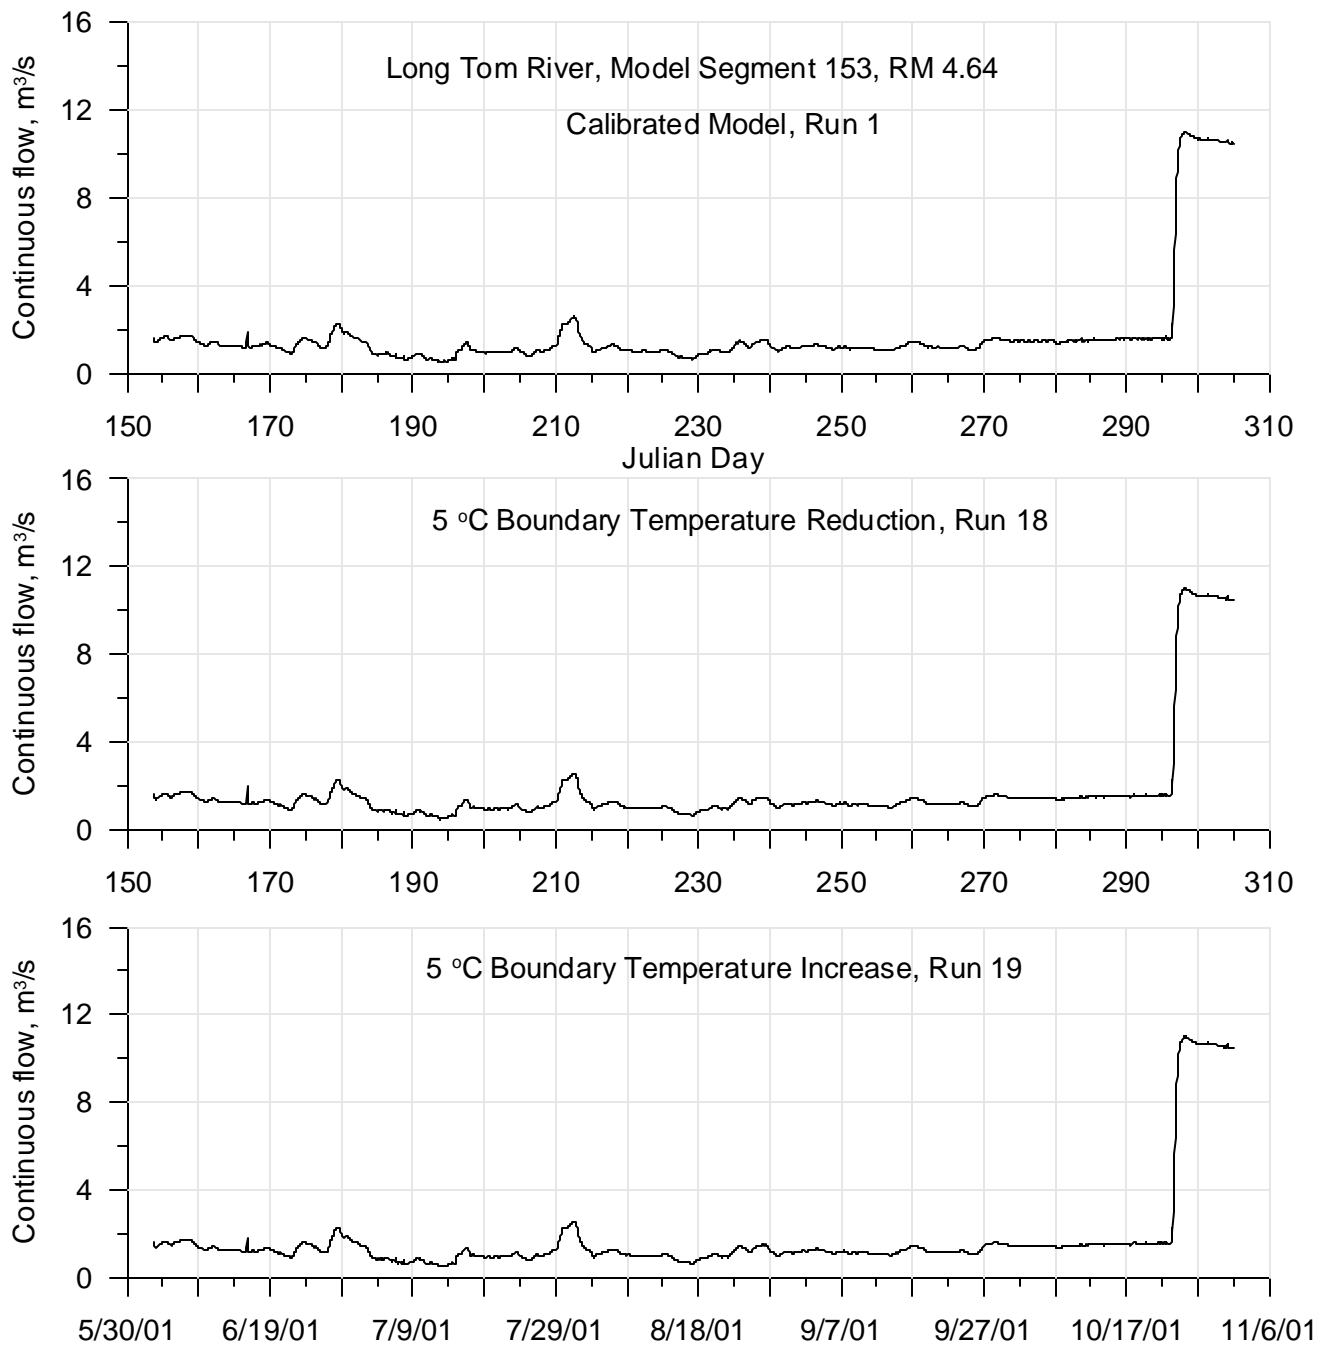 Continuous flow, m³/s
16
12
8
4
0
Long Tom River, Model Segment 153, RM 4.64
Calibrated Model, Run 1
150 170 190 210 230 250 270 290 310
Julian Day
Continuous flow, m³/s
16
12
8
4
0
5 °C Boundary Temperature Reduction, Run 18
150 170 190 210 230 250 270 290 310
Continuous flow, m³/s
16
12
8
4
0
5 °C Boundary Temperature Increase, Run 19
5/30/01 6/19/01 7/9/01 7/29/01 8/18/01 9/7/01 9/27/01 10/17/01 11/6/01